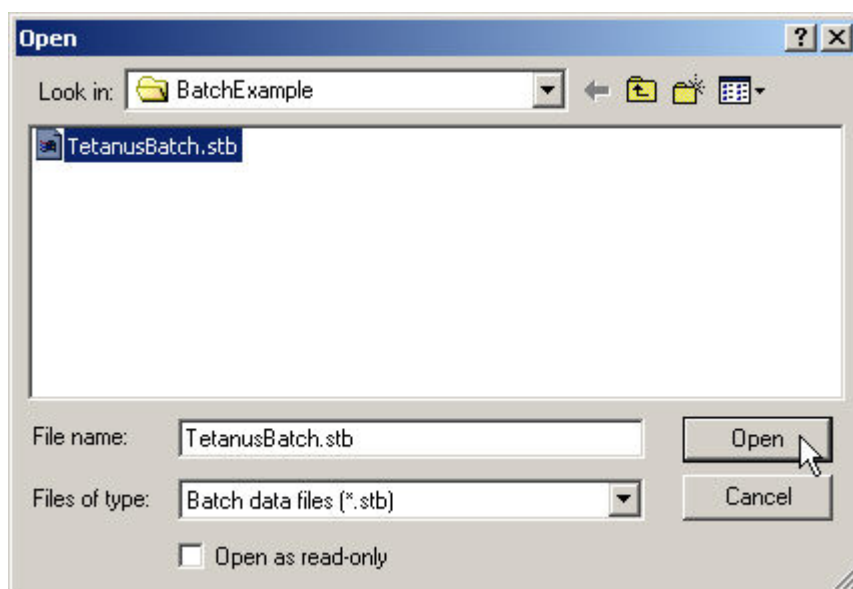 Open
Look in: BatchExample
TetanusBatch.stb
File name: TetanusBatch.stb Open
Files of type: Batch data files (*.stb) Cancel
Open as read-only